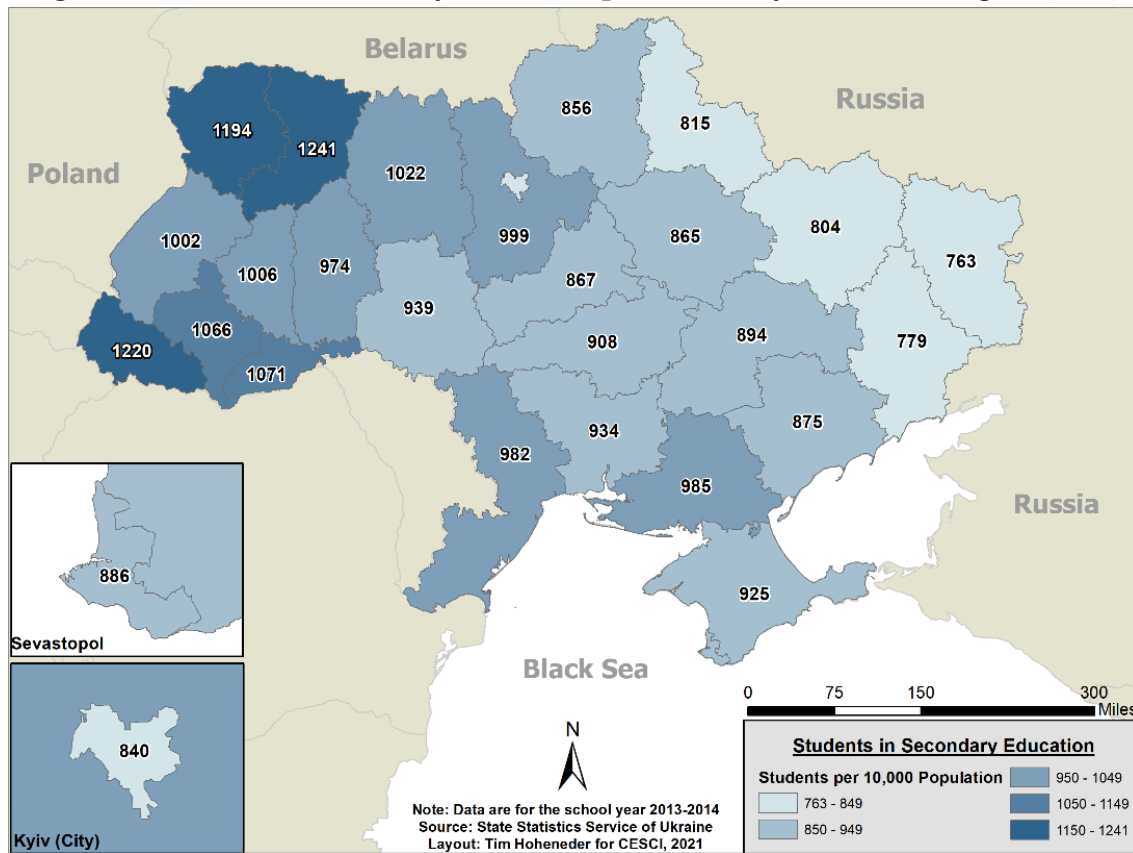 Belarus
Russia
Poland
856
815
1194
1241
1022
1002
1006
974
999
865
804
763
867
939
1066
908
894
779
1220
1071
982
934
875
985
925
Russia
886
Sevastopol
Black Sea
840
Kyiv (City)
N
0 75 150 300
Miles
Note: Data are for the school year 2013-2014
Source: State Statistics Service of Ukraine
Layout: Tim Hoheneder for CESCI, 2021
Students in Secondary Education
Students per 10,000 Population
763 - 849
850 - 949
950 - 1049
1050 - 1149
1150 - 1241